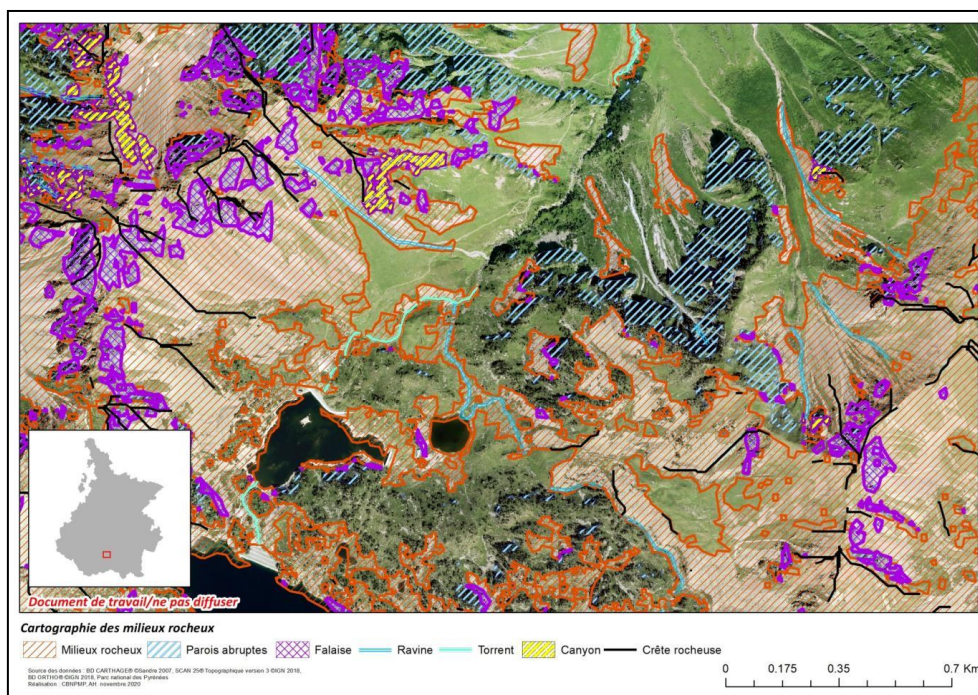 Document de travail/ne pas diffuser
Cartographie des milieux rocheux
Milieux rocheux Parois abruptes Falaise Ravine Torrent Canyon Crête rocheuse
Source des données : BD CARTHAGE® ©Sandre 2007, SCAN 25® Topographique version 3 ©IGN 2018,
BD ORTHO® ©IGN 2018, Parc national des Pyrénées
Réalisation : CBNPMP, AH novembre 2020
0 0.175 0.35 0.7 Km